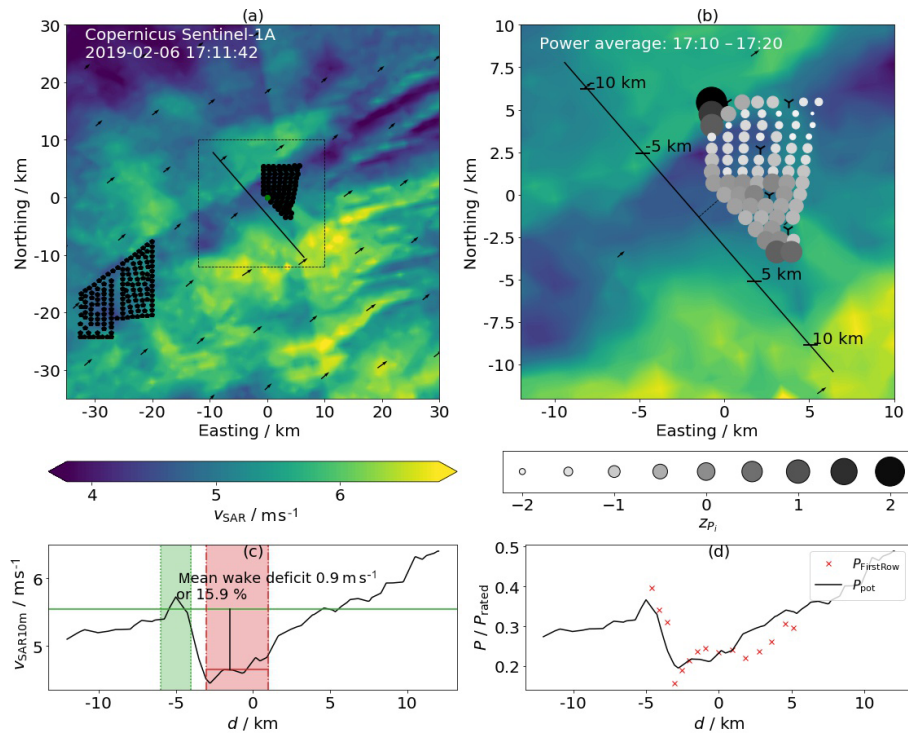 (a)
Copernicus Sentinel-1A
2019-02-06 17:11:42
30
20
10
0
-10
-20
-30
Northing / km
-30
-20
-10
0
10
20
30
Easting / km
(b)
Power average: 17:10 – 17:20
-10 km
-5 km
5 km
10 km
10
7
5
2
0
-2
-5
-7
-10
Northing / km
-10
-5
0
5
10
Easting / km
4
5
6
v_SAR / ms⁻¹
-2
-1
0
1
2
z_{P_i}
(c)
Mean wake deficit 0.9 m s⁻¹
or 15.9 %
6
5
v_SAR10m / ms⁻¹
-10
-5
0
5
10
d / km
(d)
P_FirstRow
P_pot
0.5
0.4
0.3
0.2
P / P_rated
-10
-5
0
5
10
d / km